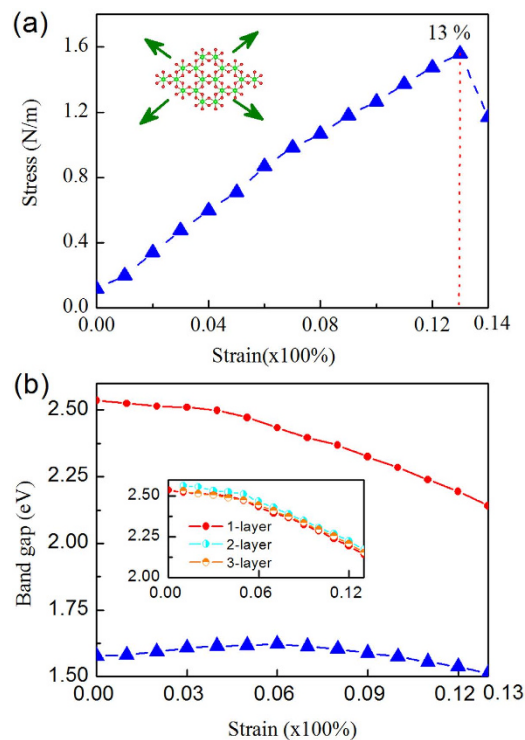 (a)
13 %
1.6
1.2
0.8
0.4
0.0
Stress (N/m)
0.00 0.04 0.08 0.12 0.14
Strain(x100%)
(b)
2.50
2.25
2.00
1.75
1.50
Band gap (eV)
2.50
2.25
2.00
1-layer
2-layer
3-layer
0.00 0.06 0.12
0.00 0.03 0.06 0.09 0.12 0.13
Strain (x100%)